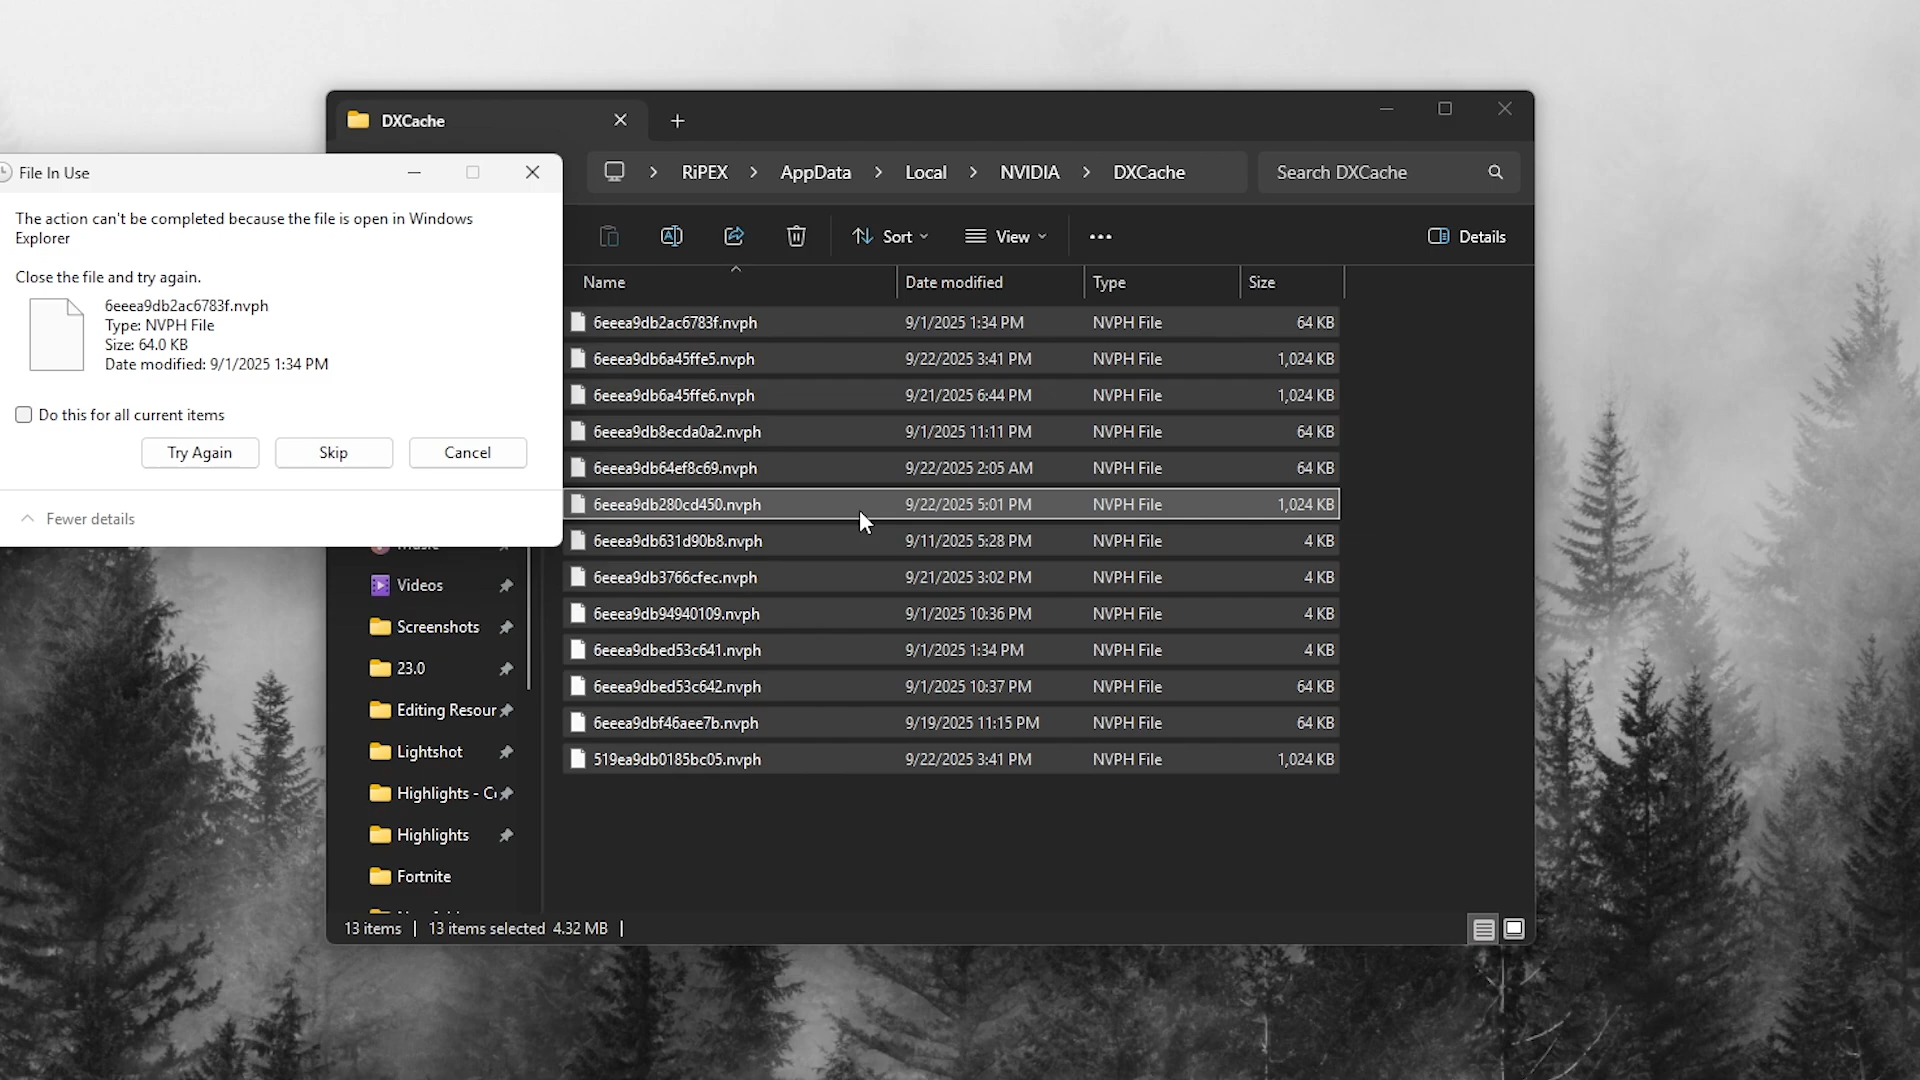 DXCache
File In Use
The action can't be completed because the file is open in Windows
Explorer
Close the file and try again.
6eeea9db2ac6783f.nvph
Type: NVPH File
Size: 64.0 KB
Date modified: 9/1/2025 1:34 PM
Do this for all current items
Try Again Skip Cancel
Fewer details
RiPEX > AppData > Local > NVIDIA > DXCache
Search DXCache
Sort View Details
Name Date modified Type Size
6eeea9db2ac6783f.nvph 9/1/2025 1:34 PM NVPH File 64 KB
6eeea9db6a45ffe5.nvph 9/22/2025 3:41 PM NVPH File 1,024 KB
6eeea9db6a45ffe6.nvph 9/21/2025 6:44 PM NVPH File 1,024 KB
6eeea9db8ecda0a2.nvph 9/1/2025 11:11 PM NVPH File 64 KB
6eeea9db64ef8c69.nvph 9/22/2025 2:05 AM NVPH File 64 KB
6eeea9db280cd450.nvph 9/22/2025 5:01 PM NVPH File 1,024 KB
6eeea9db631d90b8.nvph 9/11/2025 5:28 PM NVPH File 4 KB
6eeea9db3766cfec.nvph 9/21/2025 3:02 PM NVPH File 4 KB
6eeea9db94940109.nvph 9/1/2025 10:36 PM NVPH File 4 KB
6eeea9dbed53c641.nvph 9/1/2025 1:34 PM NVPH File 4 KB
6eeea9dbed53c642.nvph 9/1/2025 10:37 PM NVPH File 64 KB
6eeea9dbf46aee7b.nvph 9/19/2025 11:15 PM NVPH File 64 KB
519ea9db0185bc05.nvph 9/22/2025 3:41 PM NVPH File 1,024 KB
Videos
Screenshots
23.0
Editing Resour
Lightshot
Highlights - C
Highlights
Fortnite
13 items | 13 items selected 4.32 MB |